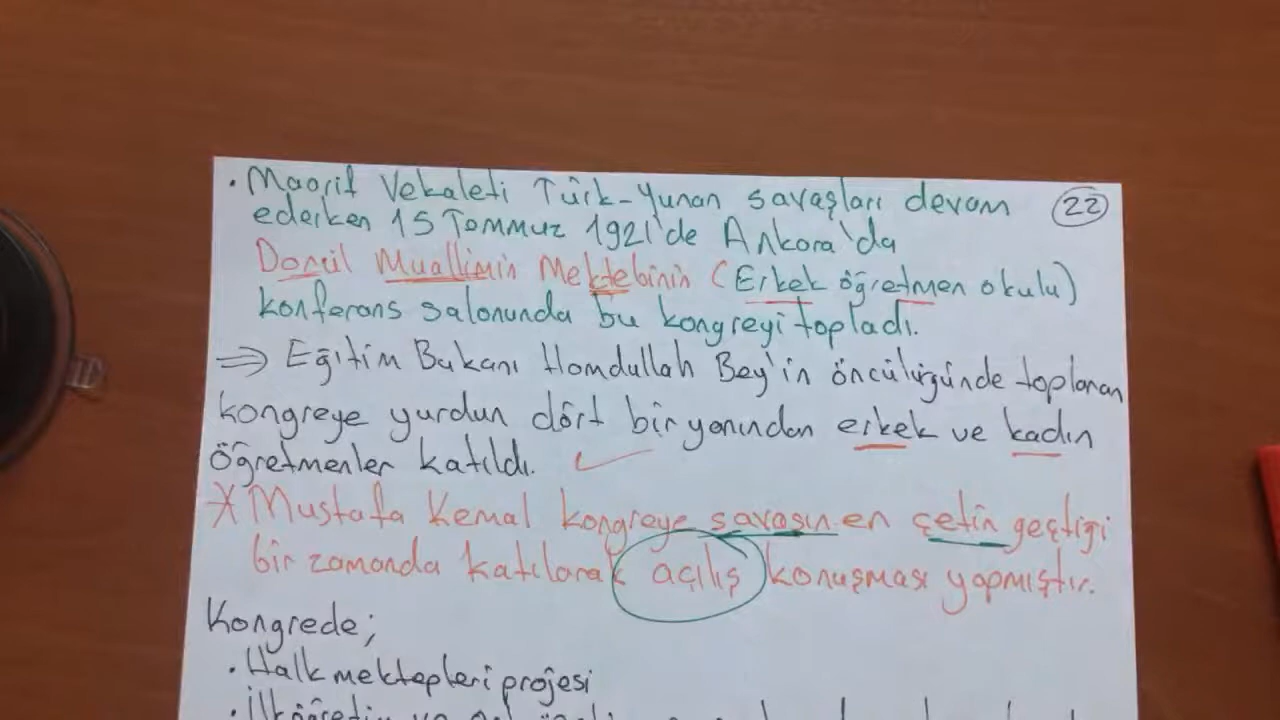 . Maarif Vekaleti Türk-Yunan savaşları devam
22
ederken 15 Temmuz 1921'de Ankara'da
Darül Muallimin Mektebinin (Erkek öğretmen okulu)
konferans salonunda bu kongreyi topladı.
⇒ Eğitim Bakanı Hamdullah Bey'in öncülüğünde toplanan
kongreye yurdun dört bir yanından erkek ve kadın
öğretmenler katıldı.
* Mustafa Kemal kongreye savaşın en çetin geçtiği
bir zamanda katılarak açılış konuşması yapmıştır.
Kongrede;
. Halk mektepleri projesi
. İlköğretim ve